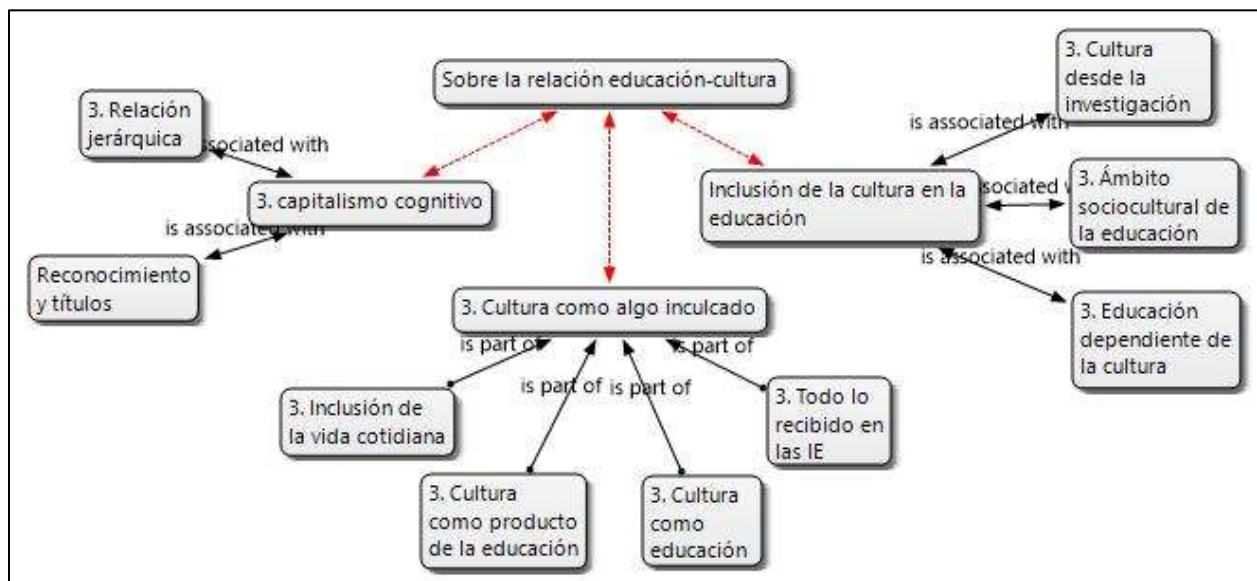 Sobre la relación educación-cultura
3. Relación
jerárquica
associated with
3. capitalismo cognitivo
is associated with
Reconocimiento
y títulos
3. Cultura como algo inculcado
is part of
is part of
is part of
is part of
3. Inclusión de
la vida cotidiana
3. Cultura
como producto
de la educación
3. Cultura
como
educación
3. Todo lo
recibido en
las IE
Inclusión de la cultura en la
educación
is associated with
3. Cultura
desde la
investigación
associated
3. Ámbito
sociocultural de
la educación
is associated with
3. Educación
dependiente de
la cultura